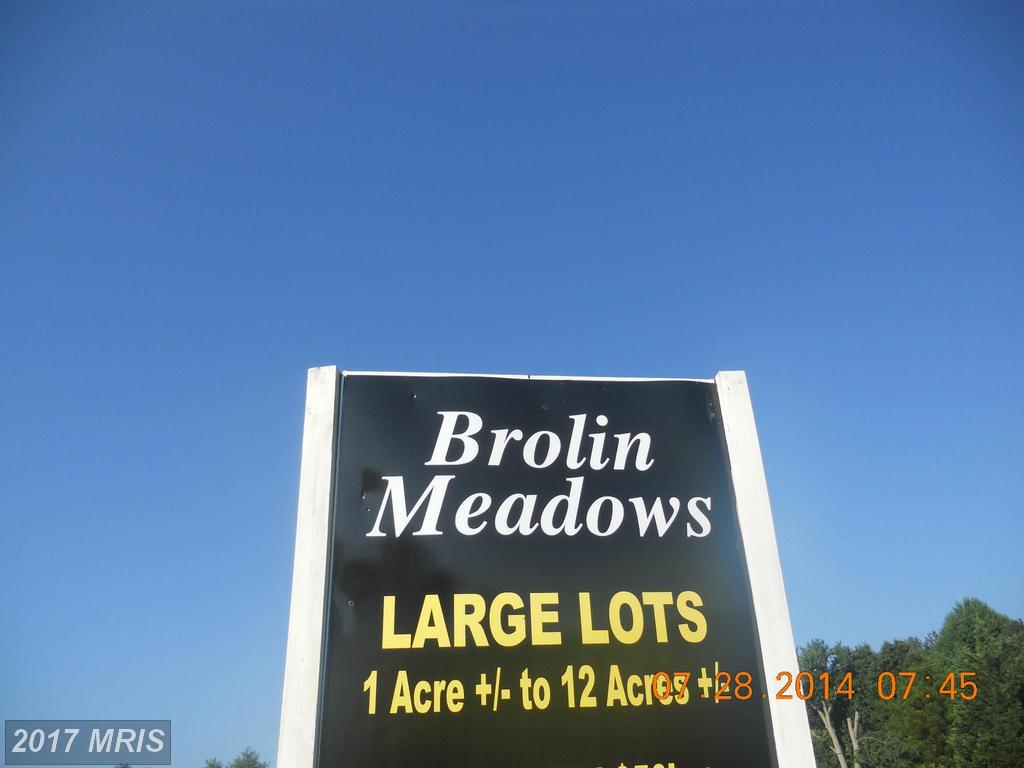 Brolin
Meadows
LARGE LOTS
1 Acre +/- to 12 Acres +/-
07.28.2014 07:45
2017 MRIS